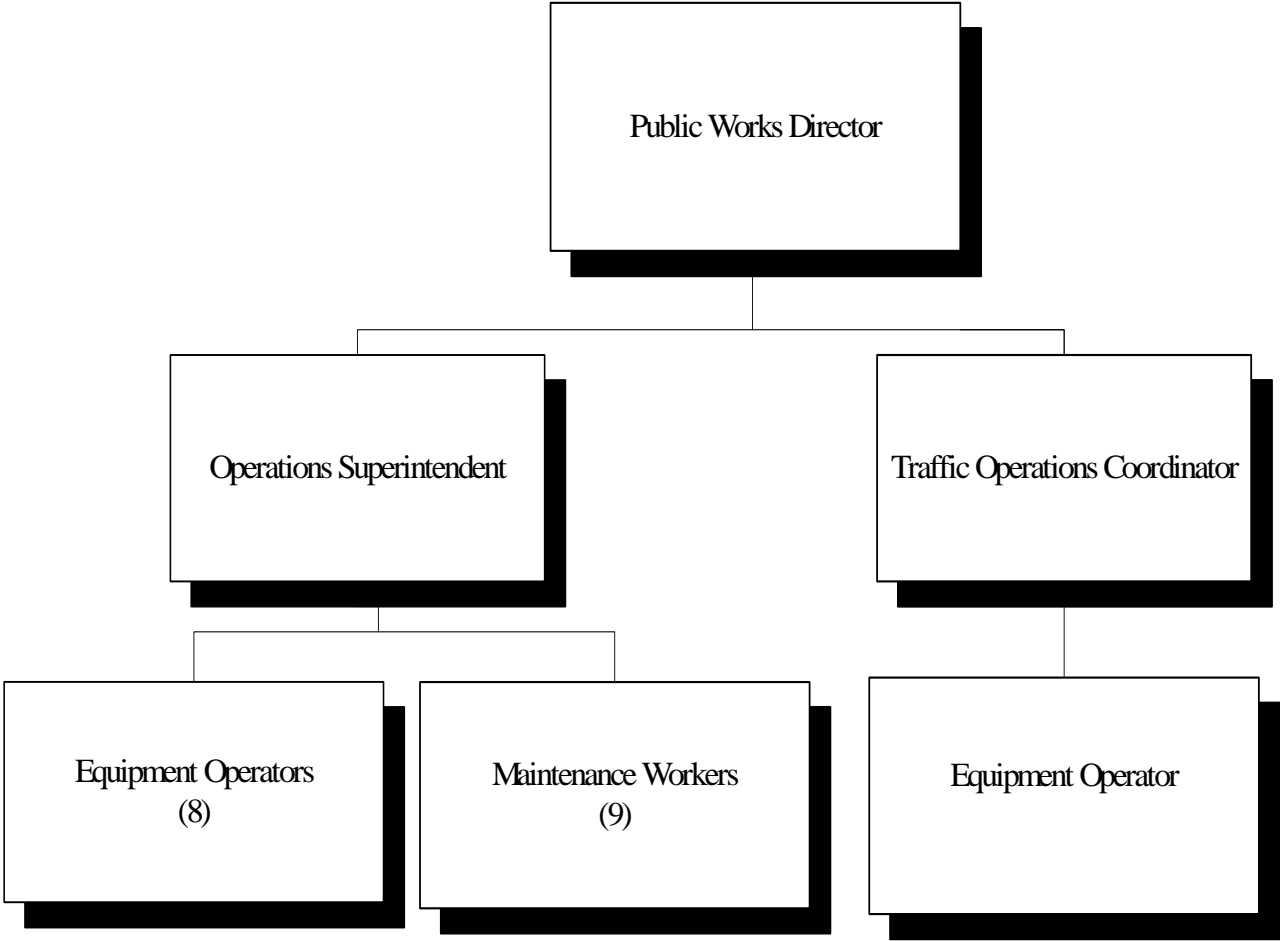 Public Works Director
Operations Superintendent
Traffic Operations Coordinator
Equipment Operators
(8)
Maintenance Workers
(9)
Equipment Operator